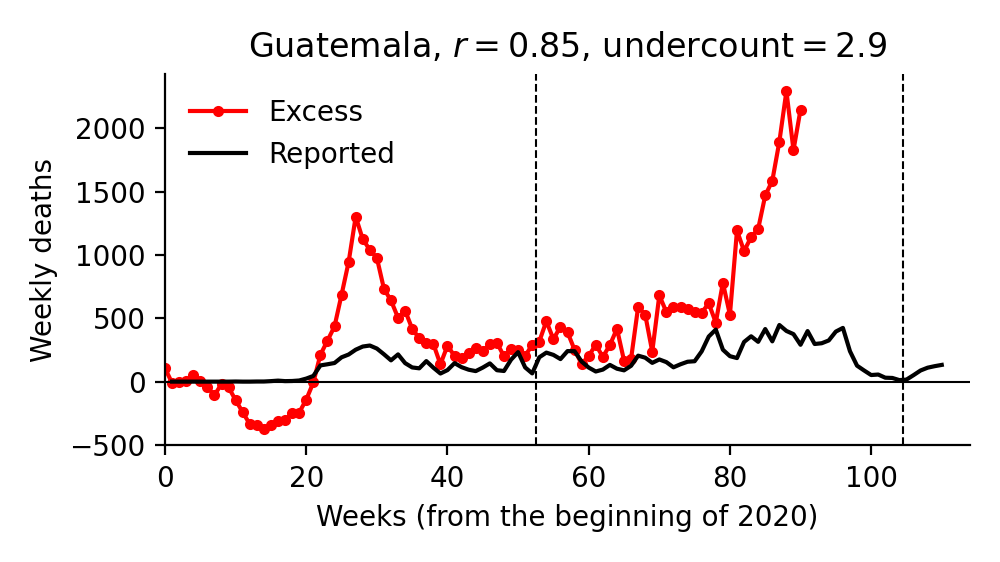 Guatemala, r = 0.85, undercount = 2.9
Excess
Reported
Weekly deaths
2000
1500
1000
500
0
−500
0 20 40 60 80 100
Weeks (from the beginning of 2020)